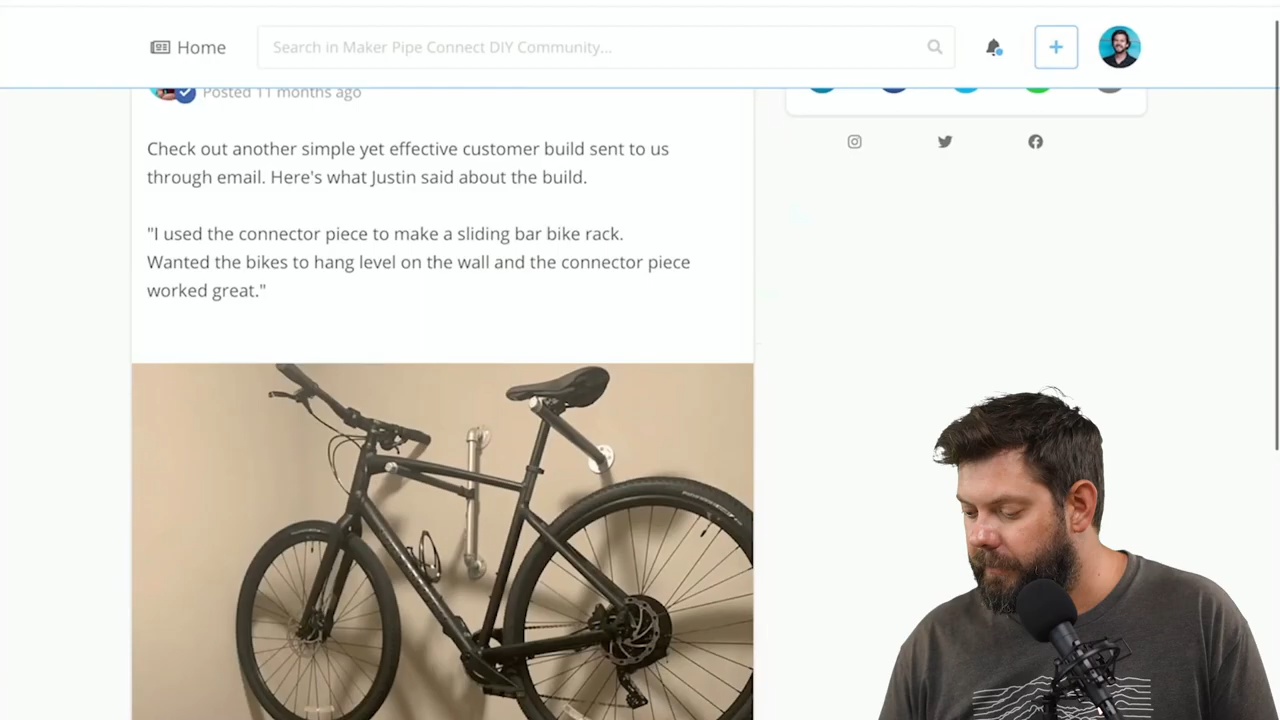 Home
Search in Maker Pipe Connect DIY Community...
Posted 11 months ago
Check out another simple yet effective customer build sent to us
through email. Here's what Justin said about the build.
"I used the connector piece to make a sliding bar bike rack.
Wanted the bikes to hang level on the wall and the connector piece
worked great."